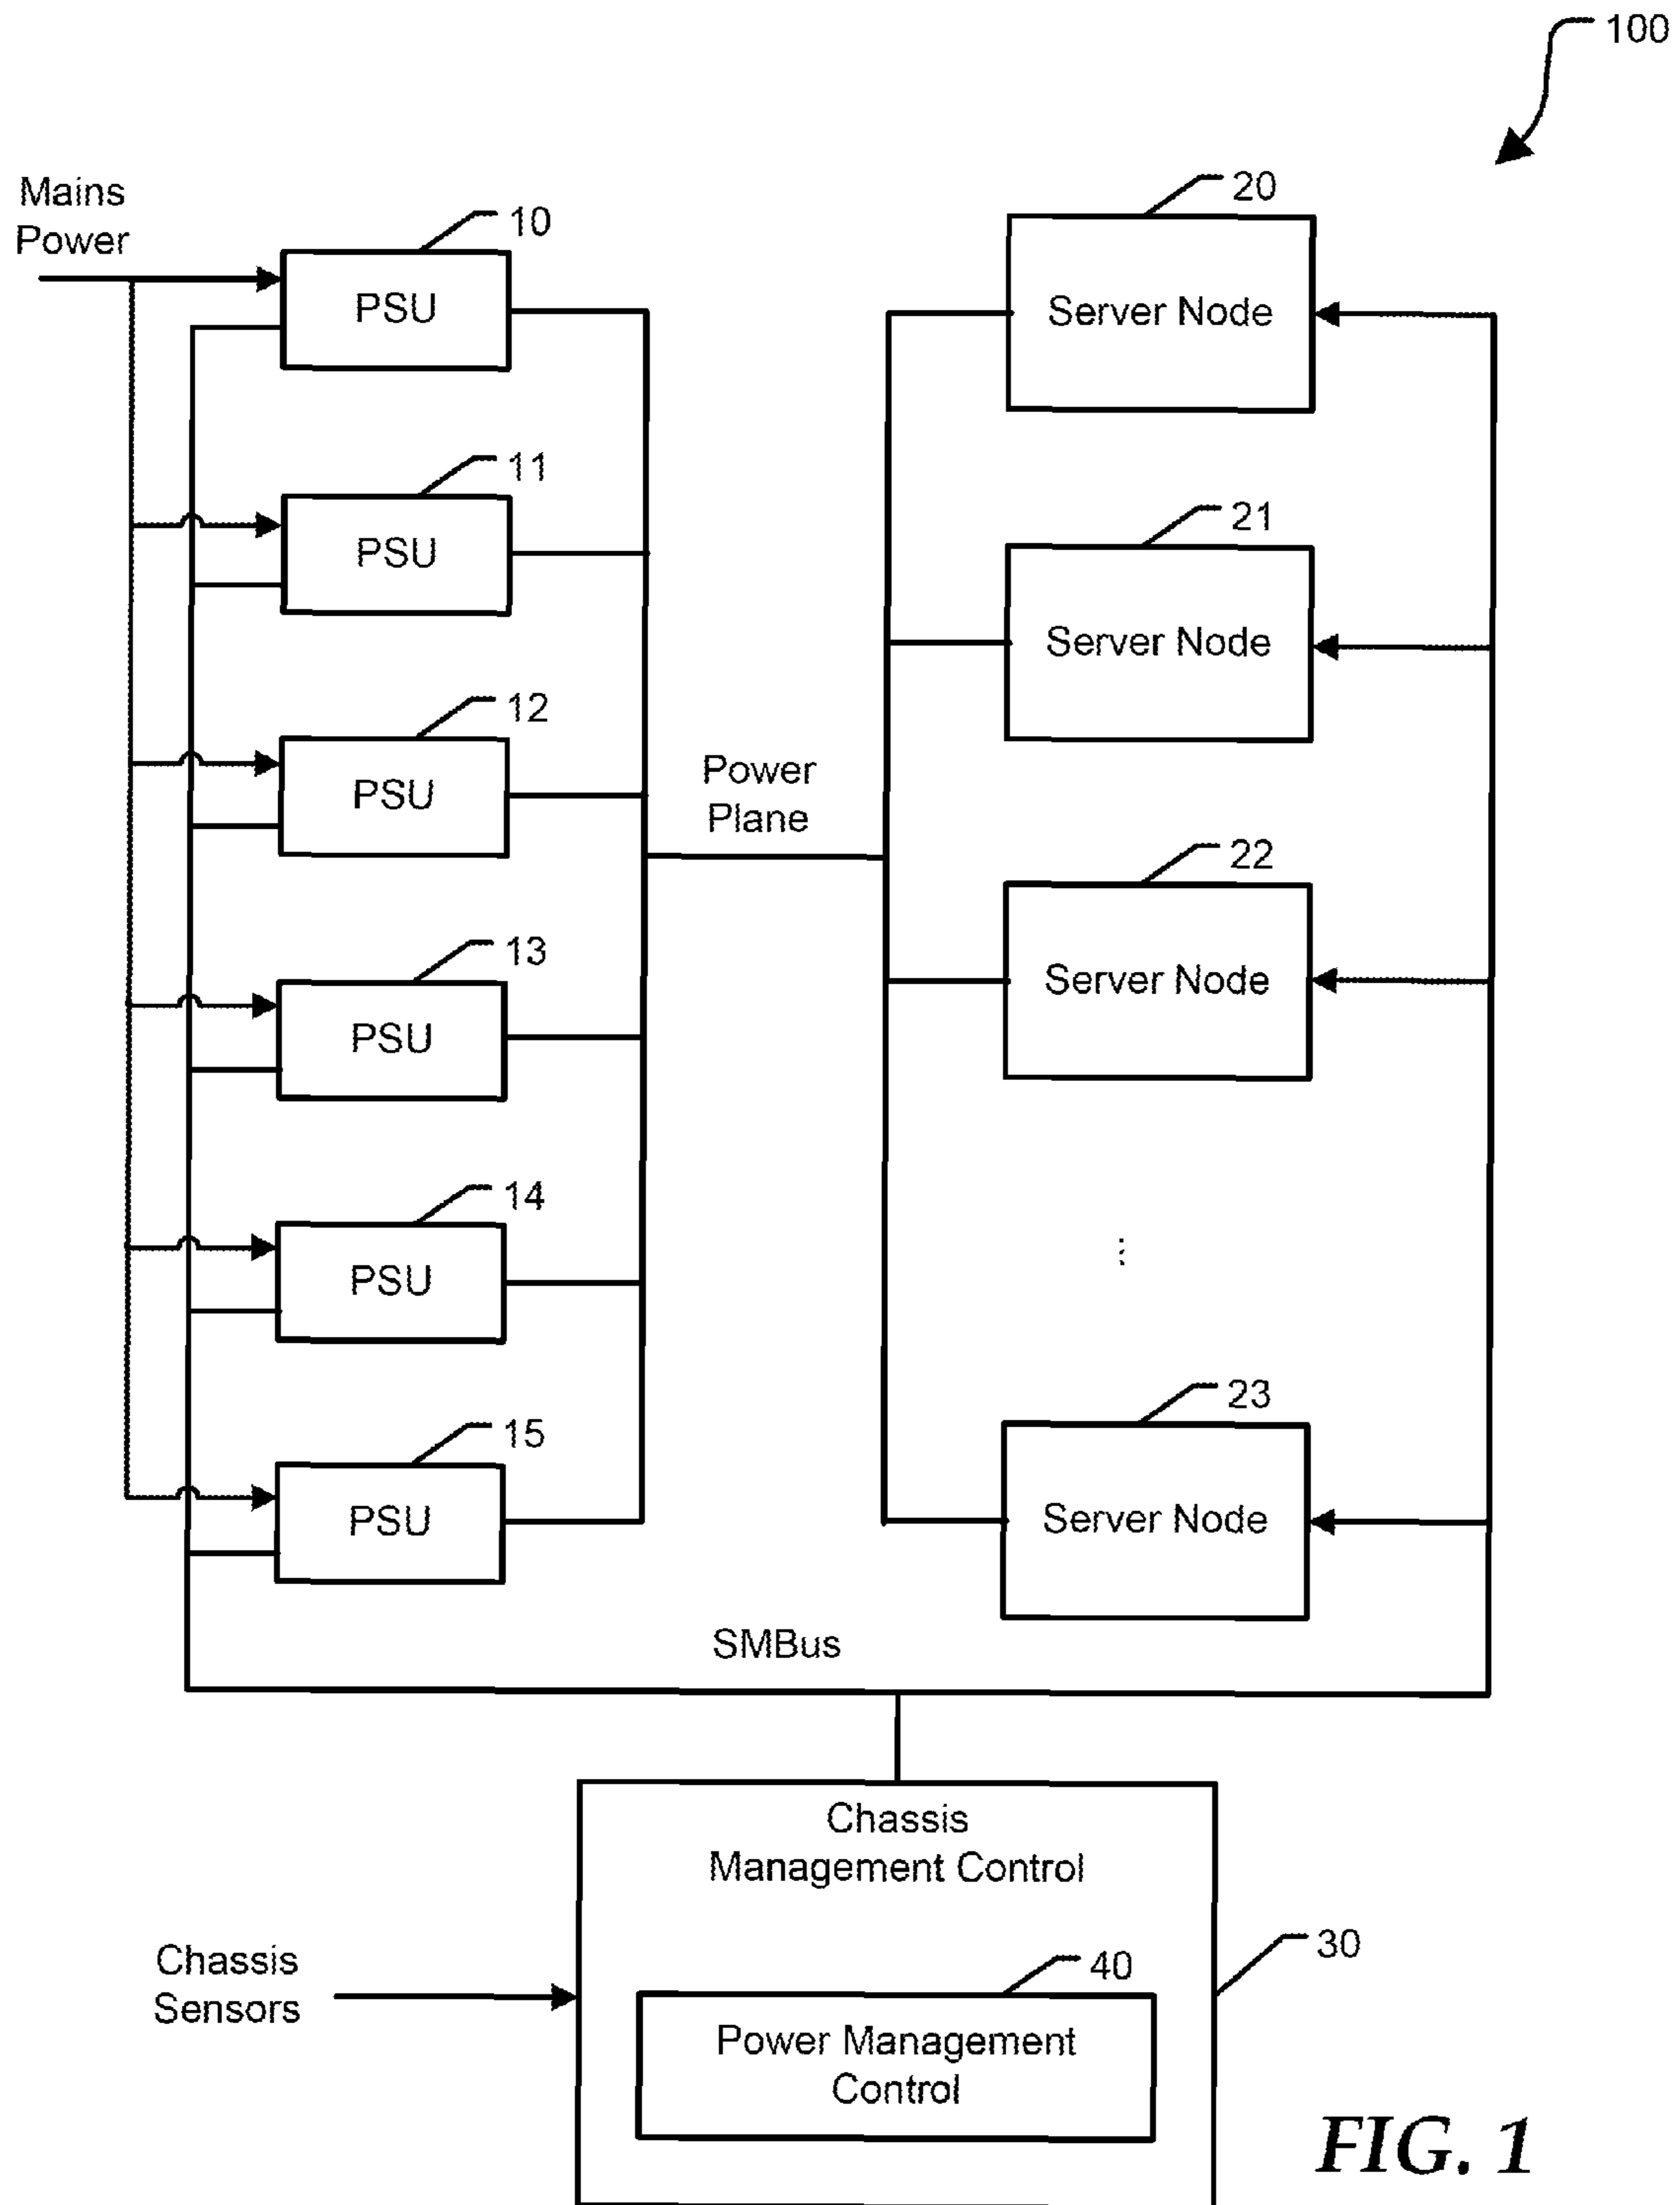 100
Mains
Power
10
PSU
20
Server Node
11
PSU
21
Server Node
12
PSU
Power
Plane
22
Server Node
13
PSU
14
PSU
...
23
Server Node
15
PSU
SMBus
Chassis
Management Control
30
Chassis
Sensors
40
Power Management
Control
FIG. 1